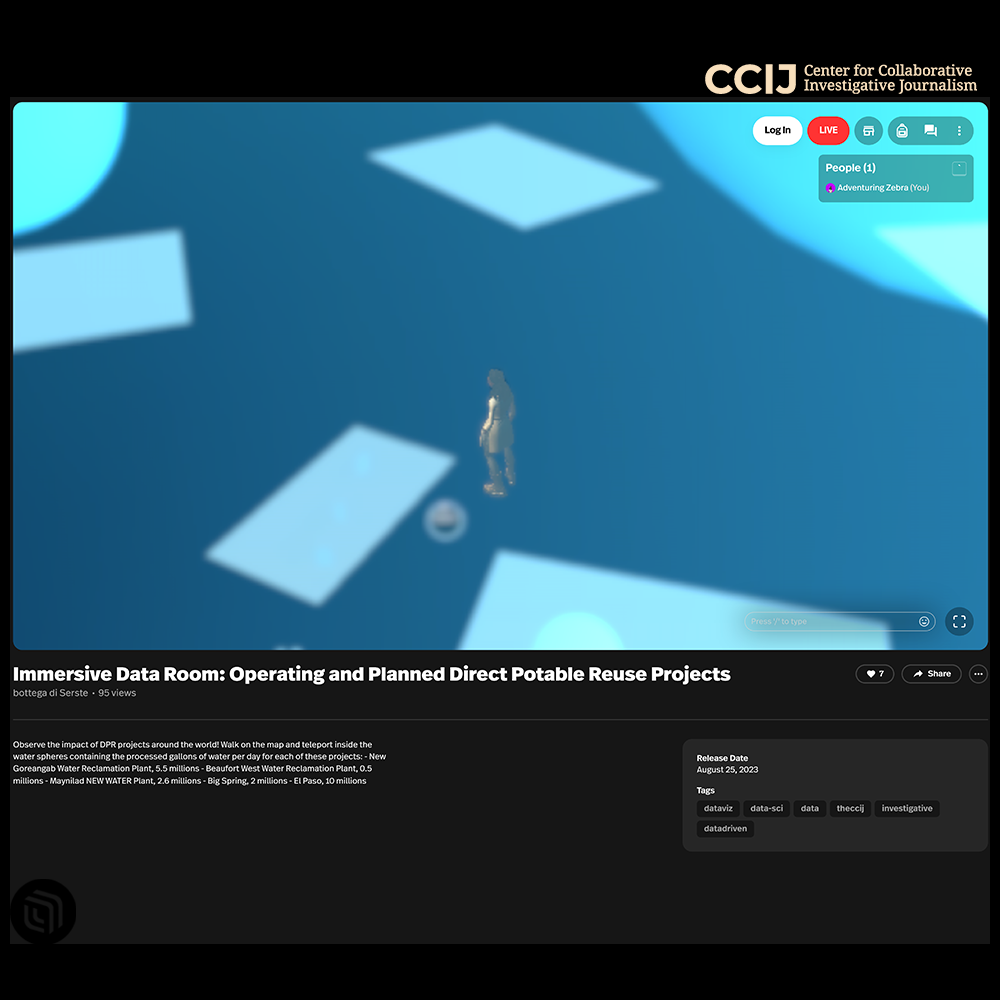 CCIJ Center for Collaborative
Investigative Journalism
Log In
LIVE
People (1)
Adventuring Zebra (You)
Press '/' to type
Immersive Data Room: Operating and Planned Direct Potable Reuse Projects
7
Share
bottega di Serste • 95 views
Observe the impact of DPR projects around the world! Walk on the map and teleport inside the
water spheres containing the processed gallons of water per day for each of these projects: - New
Goreangab Water Reclamation Plant, 5.5 millions - Beaufort West Water Reclamation Plant, 0.5
millions - Maynilad NEW WATER Plant, 2.6 millions - Big Spring, 2 millions - El Paso, 10 millions
Release Date
August 25, 2023
Tags
dataviz data-sci data theccij investigative
datadriven